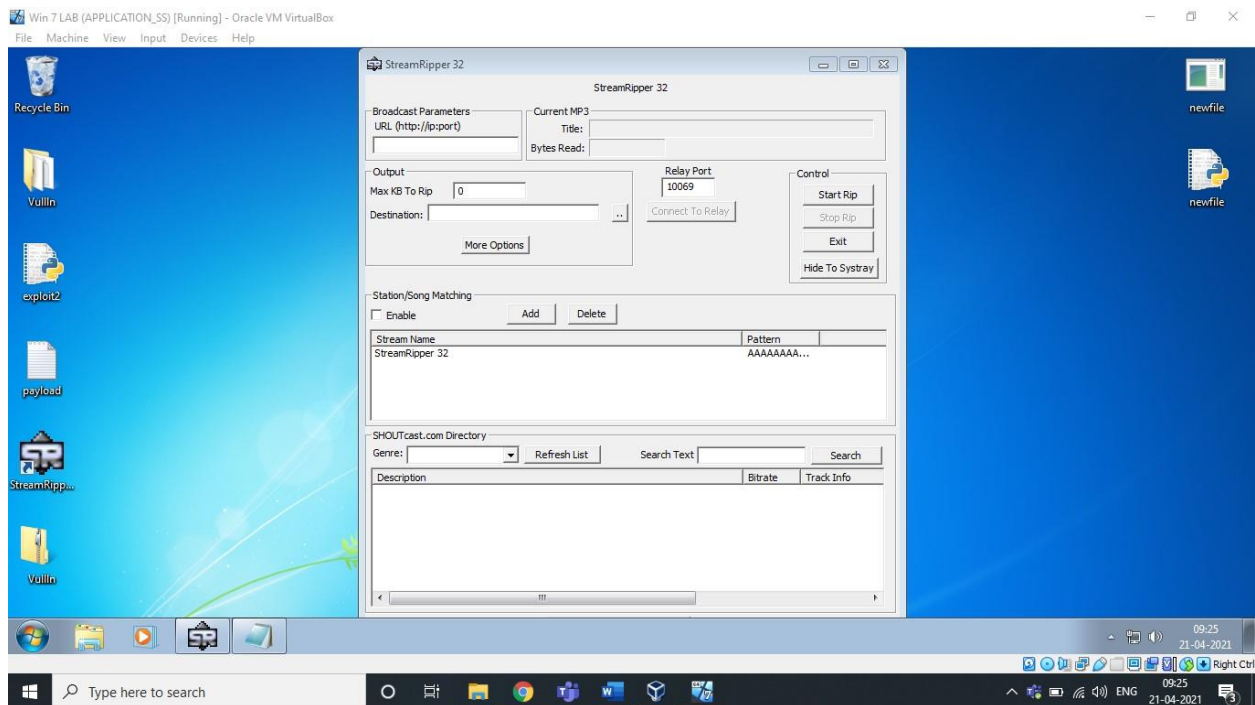 Win 7 LAB (APPLICATION_SS) [Running] - Oracle VM VirtualBox
File Machine View Input Devices Help
Recycle Bin
Vullln
exploit2
payload
StreamRipp...
Vullln
newfile
newfile
StreamRipper 32
StreamRipper 32
Broadcast Parameters
URL (http://ip:port)
Current MP3
Title:
Bytes Read:
Output
Max KB To Rip 0
Destination: ..
More Options
Relay Port
10069
Connect To Relay
Control
Start Rip
Stop Rip
Exit
Hide To Systray
Station/Song Matching
Enable Add Delete
Stream Name Pattern
StreamRipper 32 AAAAAAAA...
SHOUTcast.com Directory
Genre: Refresh List Search Text Search
Description Bitrate Track Info
09:25
21-04-2021
Right Ctrl
Type here to search
ENG
09:25
21-04-2021
3